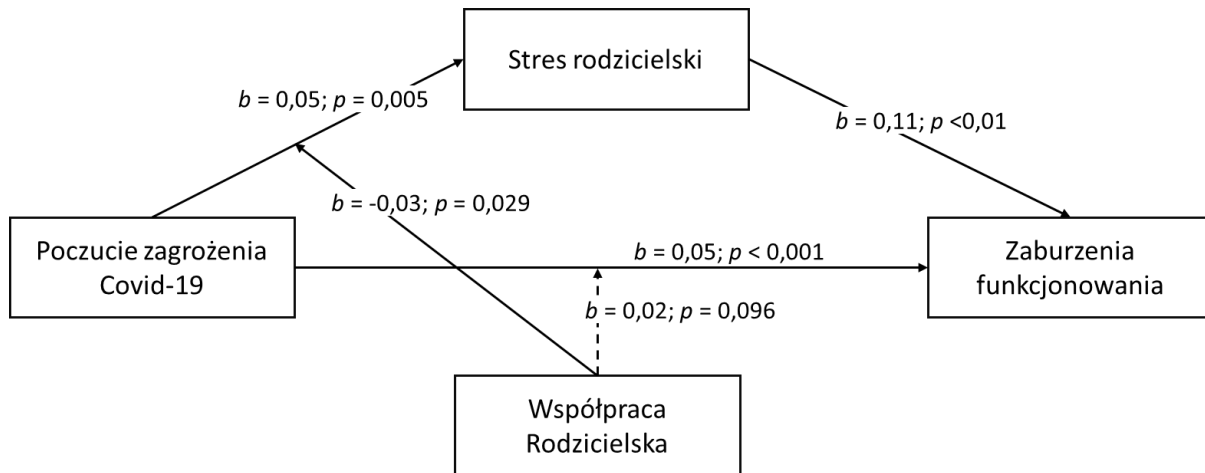 Stres rodzicielski
b = 0,05; p = 0,005
b = 0,11; p <0,01
b = -0,03; p = 0,029
Poczucie zagrożenia
Covid-19
b = 0,05; p < 0,001
Zaburzenia
funkcjonowania
b = 0,02; p = 0,096
Współpraca
Rodzicielska